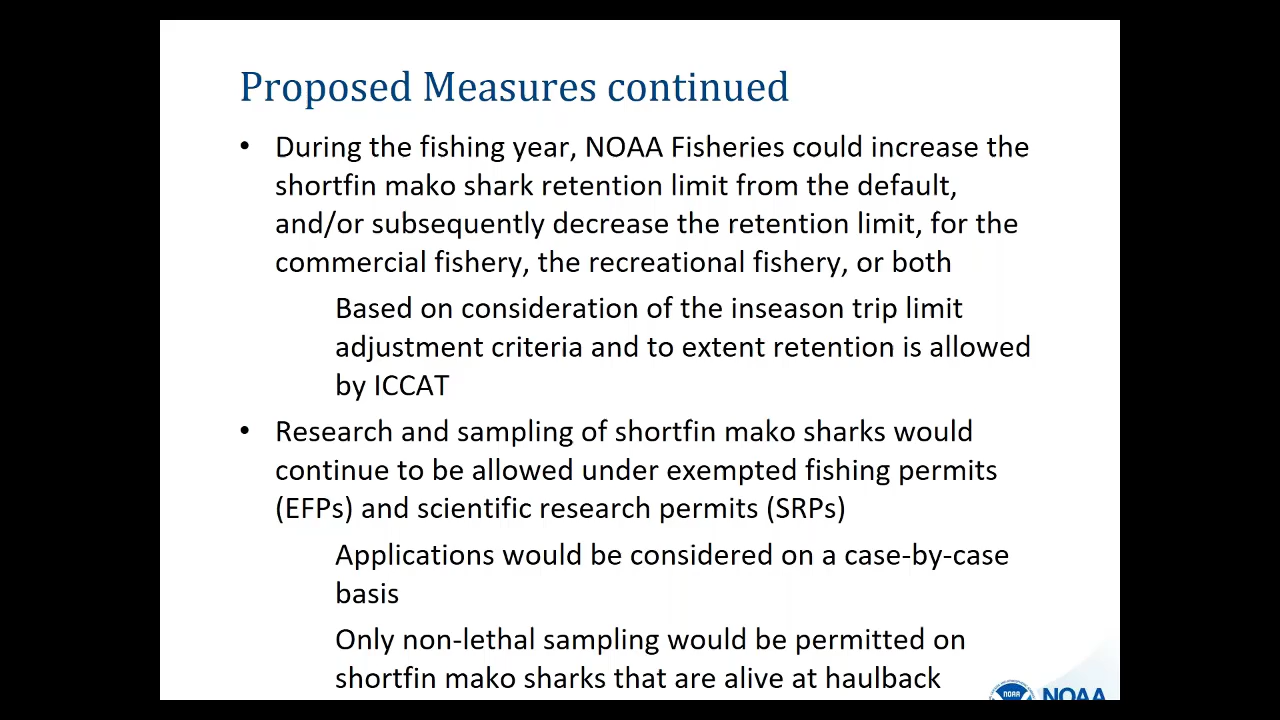 Proposed Measures continued
• During the fishing year, NOAA Fisheries could increase the
shortfin mako shark retention limit from the default,
and/or subsequently decrease the retention limit, for the
commercial fishery, the recreational fishery, or both
Based on consideration of the inseason trip limit
adjustment criteria and to extent retention is allowed
by ICCAT
• Research and sampling of shortfin mako sharks would
continue to be allowed under exempted fishing permits
(EFPs) and scientific research permits (SRPs)
Applications would be considered on a case-by-case
basis
Only non-lethal sampling would be permitted on
shortfin mako sharks that are alive at haulback
NOAA NOAA